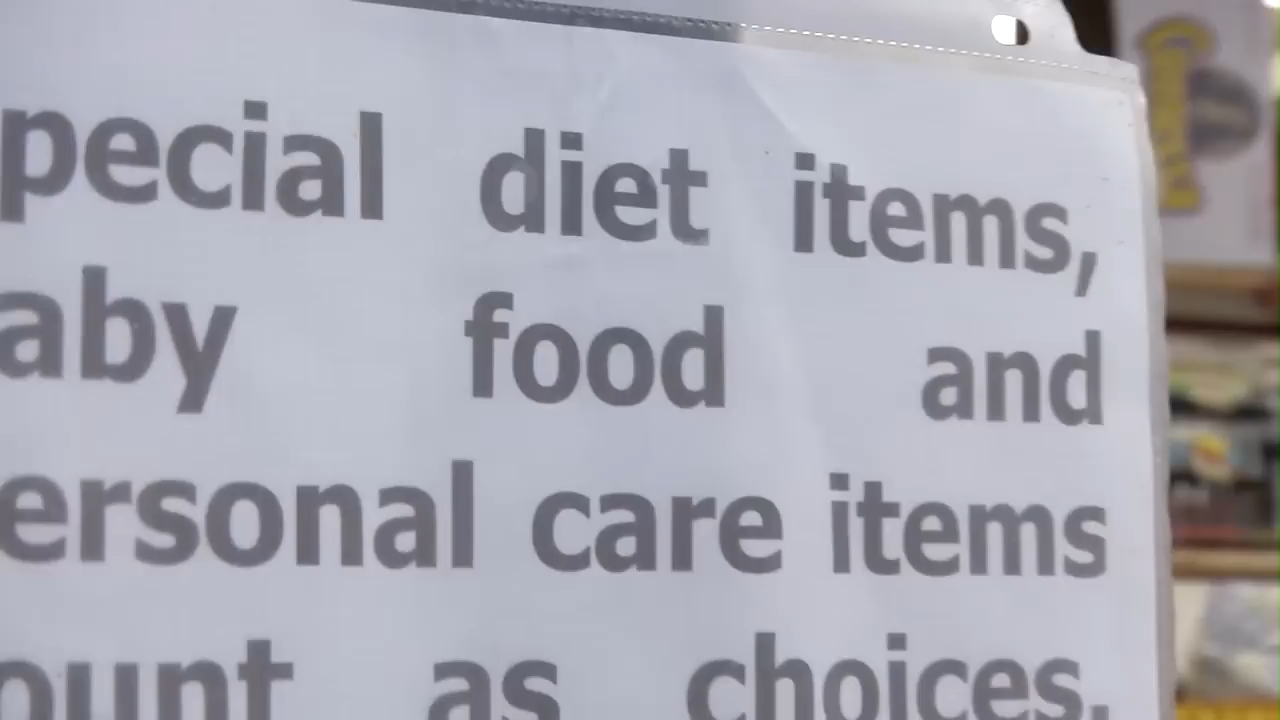 pecial diet items,
aby food and
ersonal care items
ount as choices.